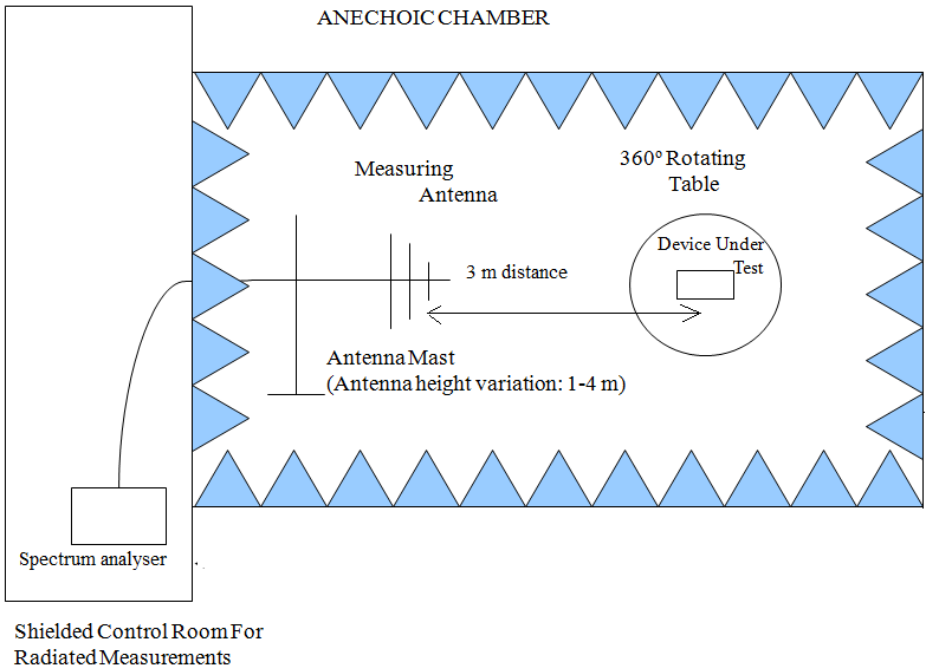 ANECHOIC CHAMBER
Measuring
Antenna
360º Rotating
Table
Device Under
Test
3 m distance
Antenna Mast
(Antenna height variation: 1-4 m)
Spectrum analyser
Shielded Control Room For
Radiated Measurements